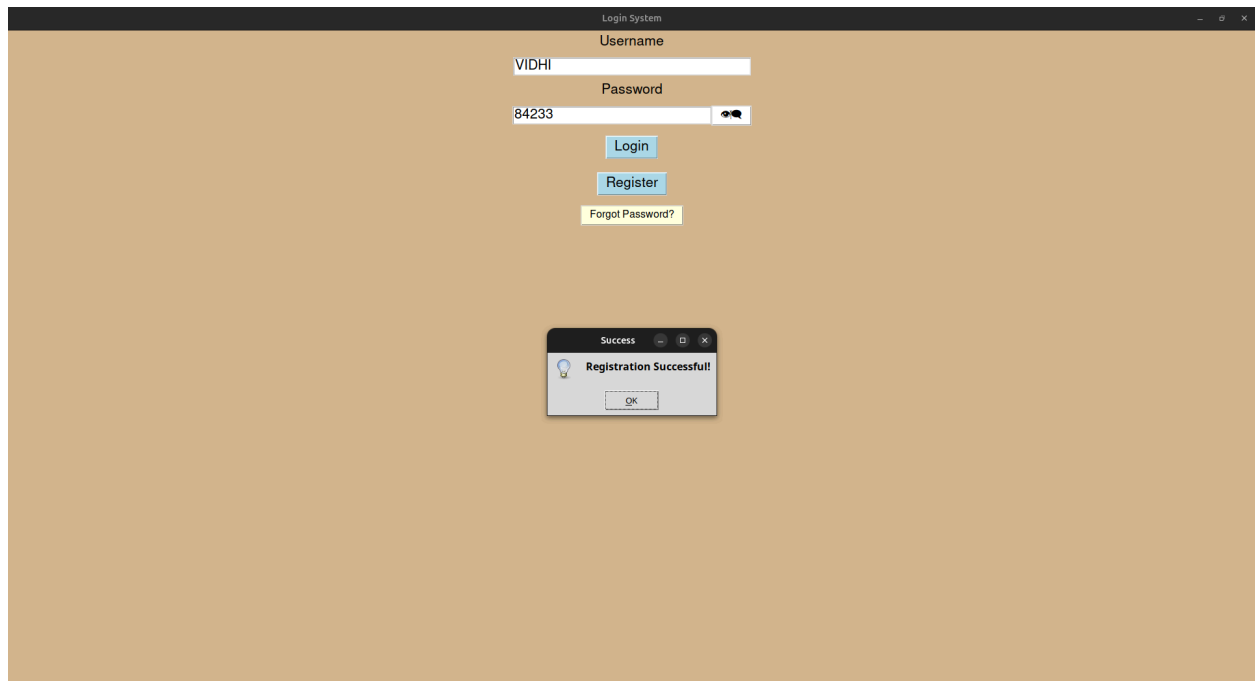 Login System
Username
VIDHI
Password
84233
Login
Register
Forgot Password?
Success
Registration Successful!
OK